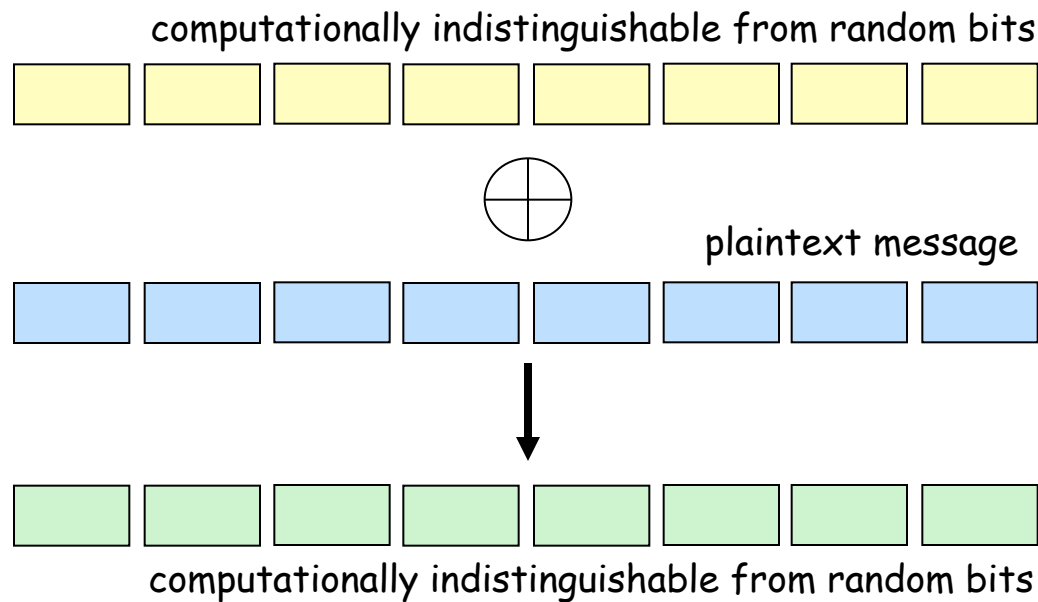 computationally indistinguishable from random bits
plaintext message
computationally indistinguishable from random bits